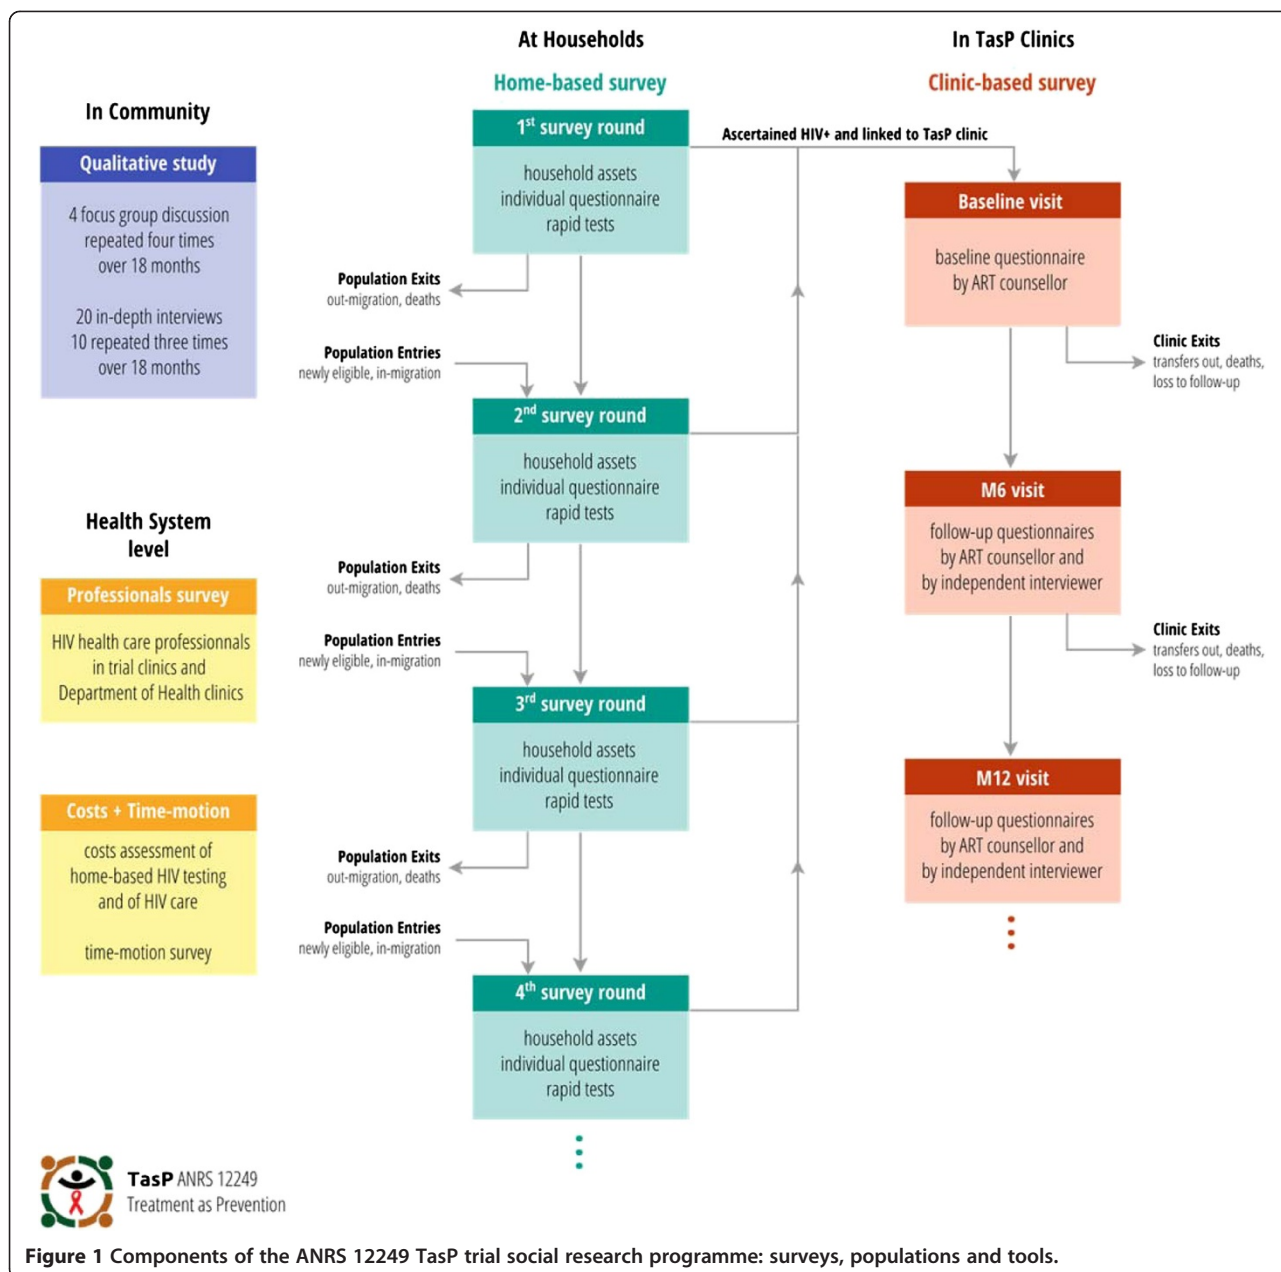 In Community
Qualitative study
4 focus group discussion
repeated four times
over 18 months
20 in-depth interviews
10 repeated three times
over 18 months
Health System
level
Professionals survey
HIV health care professionnals
in trial clinics and
Department of Health clinics
Costs + Time-motion
costs assessment of
home-based HIV testing
and of HIV care
time-motion survey
At Households
Home-based survey
1st survey round
household assets
individual questionnaire
rapid tests
Population Exits
out-migration, deaths
Population Entries
newly eligible, in-migration
2nd survey round
household assets
individual questionnaire
rapid tests
Population Exits
out-migration, deaths
Population Entries
newly eligible, in-migration
3rd survey round
household assets
individual questionnaire
rapid tests
Population Exits
out-migration, deaths
Population Entries
newly eligible, in-migration
4th survey round
household assets
individual questionnaire
rapid tests
In TasP Clinics
Clinic-based survey
Ascertained HIV+ and linked to TasP clinic
Baseline visit
baseline questionnaire
by ART counsellor
Clinic Exits
transfers out, deaths,
loss to follow-up
M6 visit
follow-up questionnaires
by ART counsellor and
by independent interviewer
Clinic Exits
transfers out, deaths,
loss to follow-up
M12 visit
follow-up questionnaires
by ART counsellor and
by independent interviewer
TasP ANRS 12249
Treatment as Prevention
Figure 1 Components of the ANRS 12249 TasP trial social research programme: surveys, populations and tools.